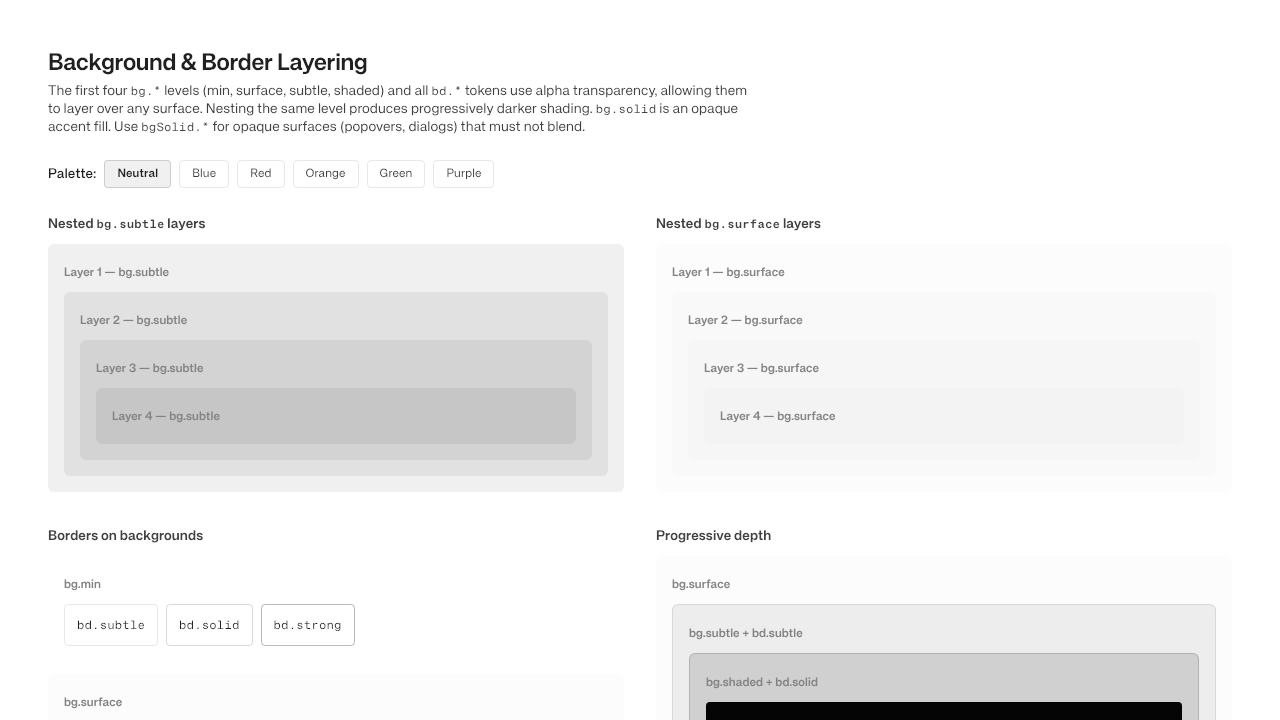 Background & Border Layering
The first four bg.* levels (min, surface, subtle, shaded) and all bd.* tokens use alpha transparency, allowing them
to layer over any surface. Nesting the same level produces progressively darker shading. bg.solid is an opaque
accent fill. Use bgSolid.* for opaque surfaces (popovers, dialogs) that must not blend.
Palette: Neutral Blue Red Orange Green Purple
Nested bg.subtle layers
Layer 1 — bg.subtle
Layer 2 — bg.subtle
Layer 3 — bg.subtle
Layer 4 — bg.subtle
Nested bg.surface layers
Layer 1 — bg.surface
Layer 2 — bg.surface
Layer 3 — bg.surface
Layer 4 — bg.surface
Borders on backgrounds
bg.min
bd.subtle bd.solid bd.strong
bg.surface
Progressive depth
bg.surface
bg.subtle + bd.subtle
bg.shaded + bd.solid